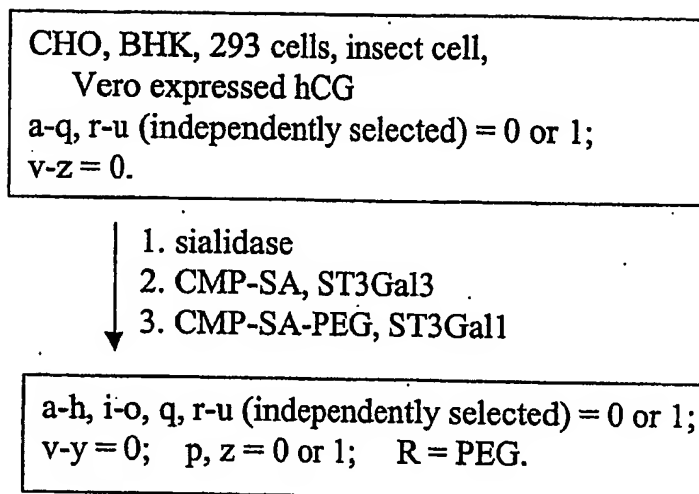 CHO, BHK, 293 cells, insect cell,
Vero expressed hCG
a-q, r-u (independently selected) = 0 or 1;
v-z = 0.
1. sialidase
2. CMP-SA, ST3Gal3
3. CMP-SA-PEG, ST3Gal1
a-h, i-o, q, r-u (independently selected) = 0 or 1;
v-y = 0; p, z = 0 or 1; R = PEG.